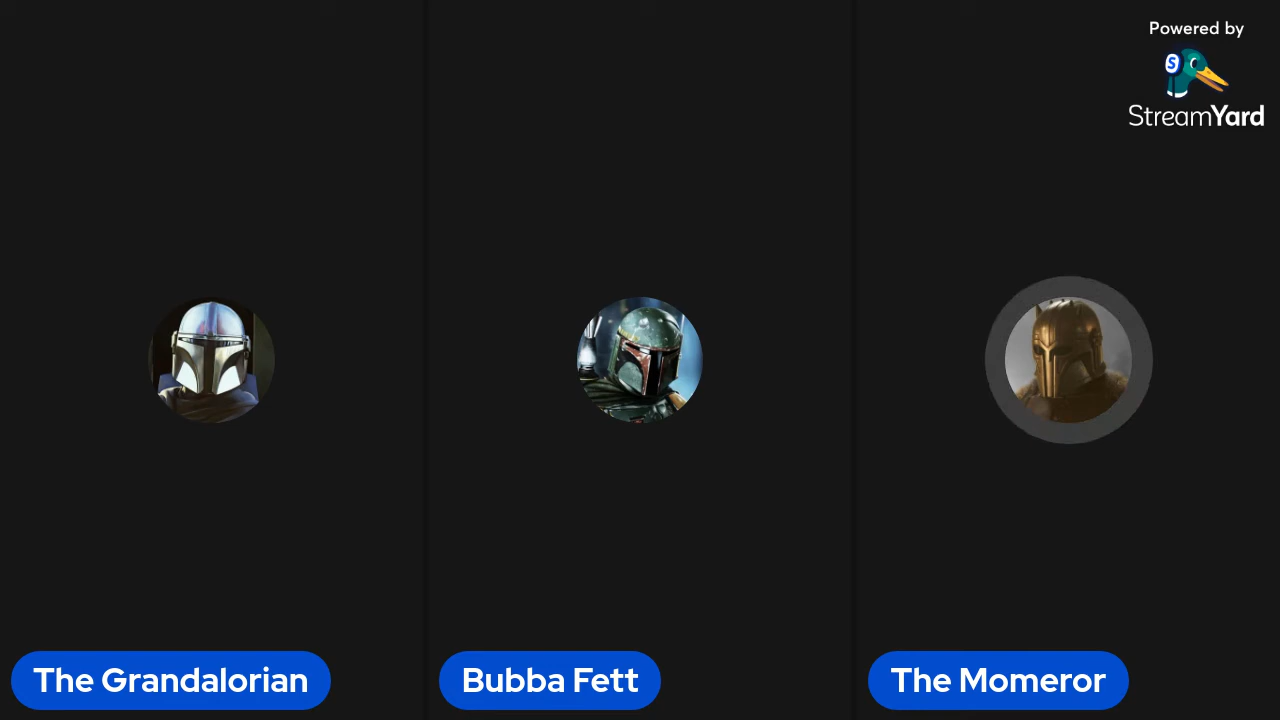 Powered by
S
StreamYard
The Grandalorian
Bubba Fett
The Momeror